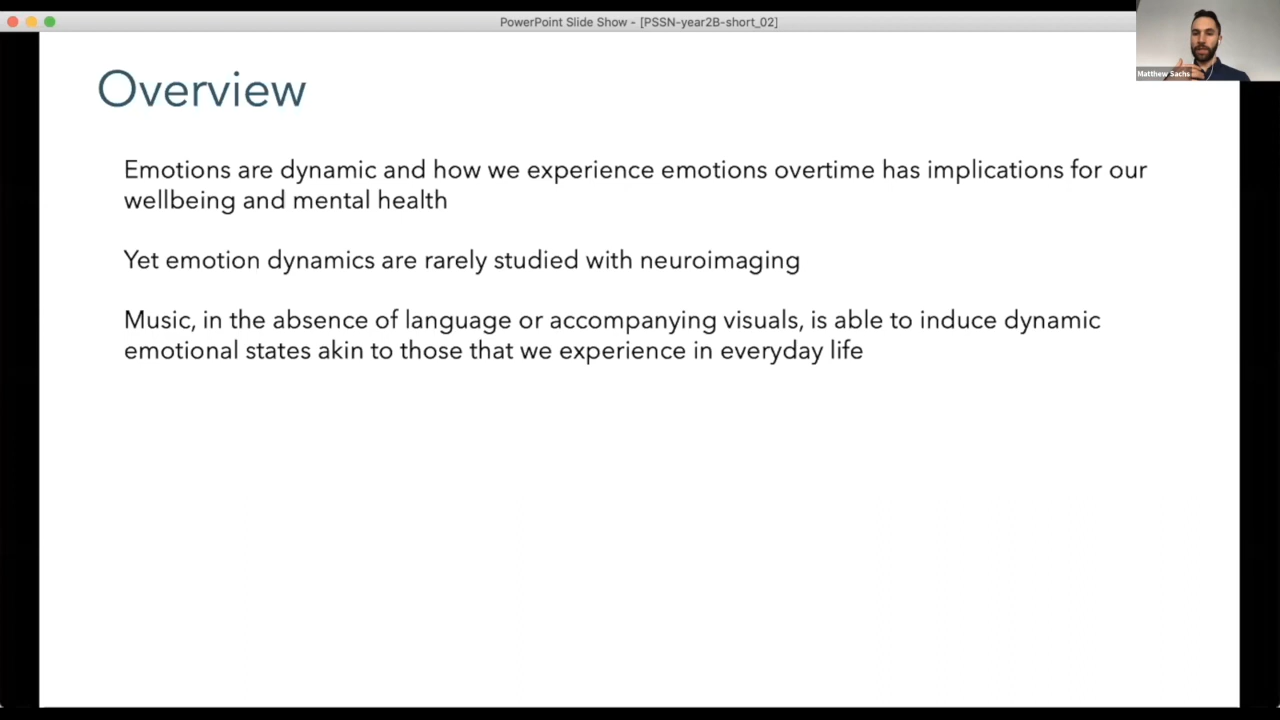 PowerPoint Slide Show - [PSSN-year2B-short_02]
Matthew Sachs
Overview
Emotions are dynamic and how we experience emotions overtime has implications for our
wellbeing and mental health
Yet emotion dynamics are rarely studied with neuroimaging
Music, in the absence of language or accompanying visuals, is able to induce dynamic
emotional states akin to those that we experience in everyday life